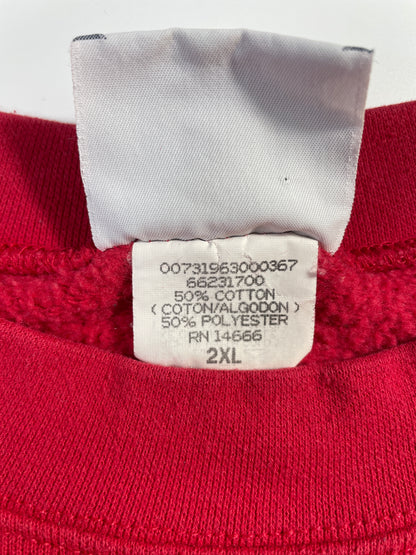 00731963000367
66231700
50% COTTON
(COTON/ALGODON)
50% POLYESTER
RN 14666
2XL